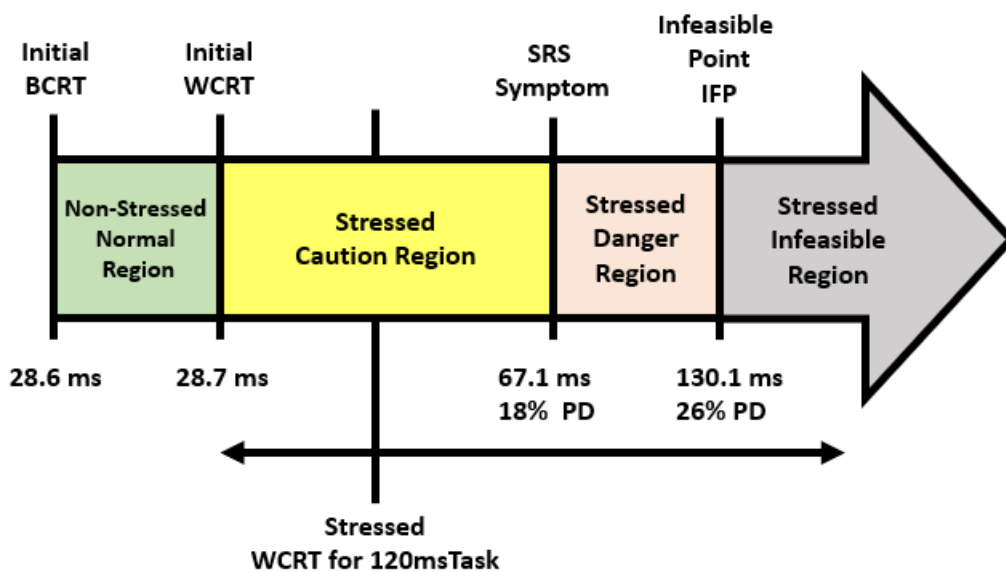 Initial
BCRT
Initial
WCRT
SRS
Symptom
Infeasible
Point
IFP
Non-Stressed
Normal
Region
Stressed
Caution Region
Stressed
Danger
Region
Stressed
Infeasible
Region
28.6 ms
28.7 ms
67.1 ms
18% PD
130.1 ms
26% PD
Stressed
WCRT for 120msTask